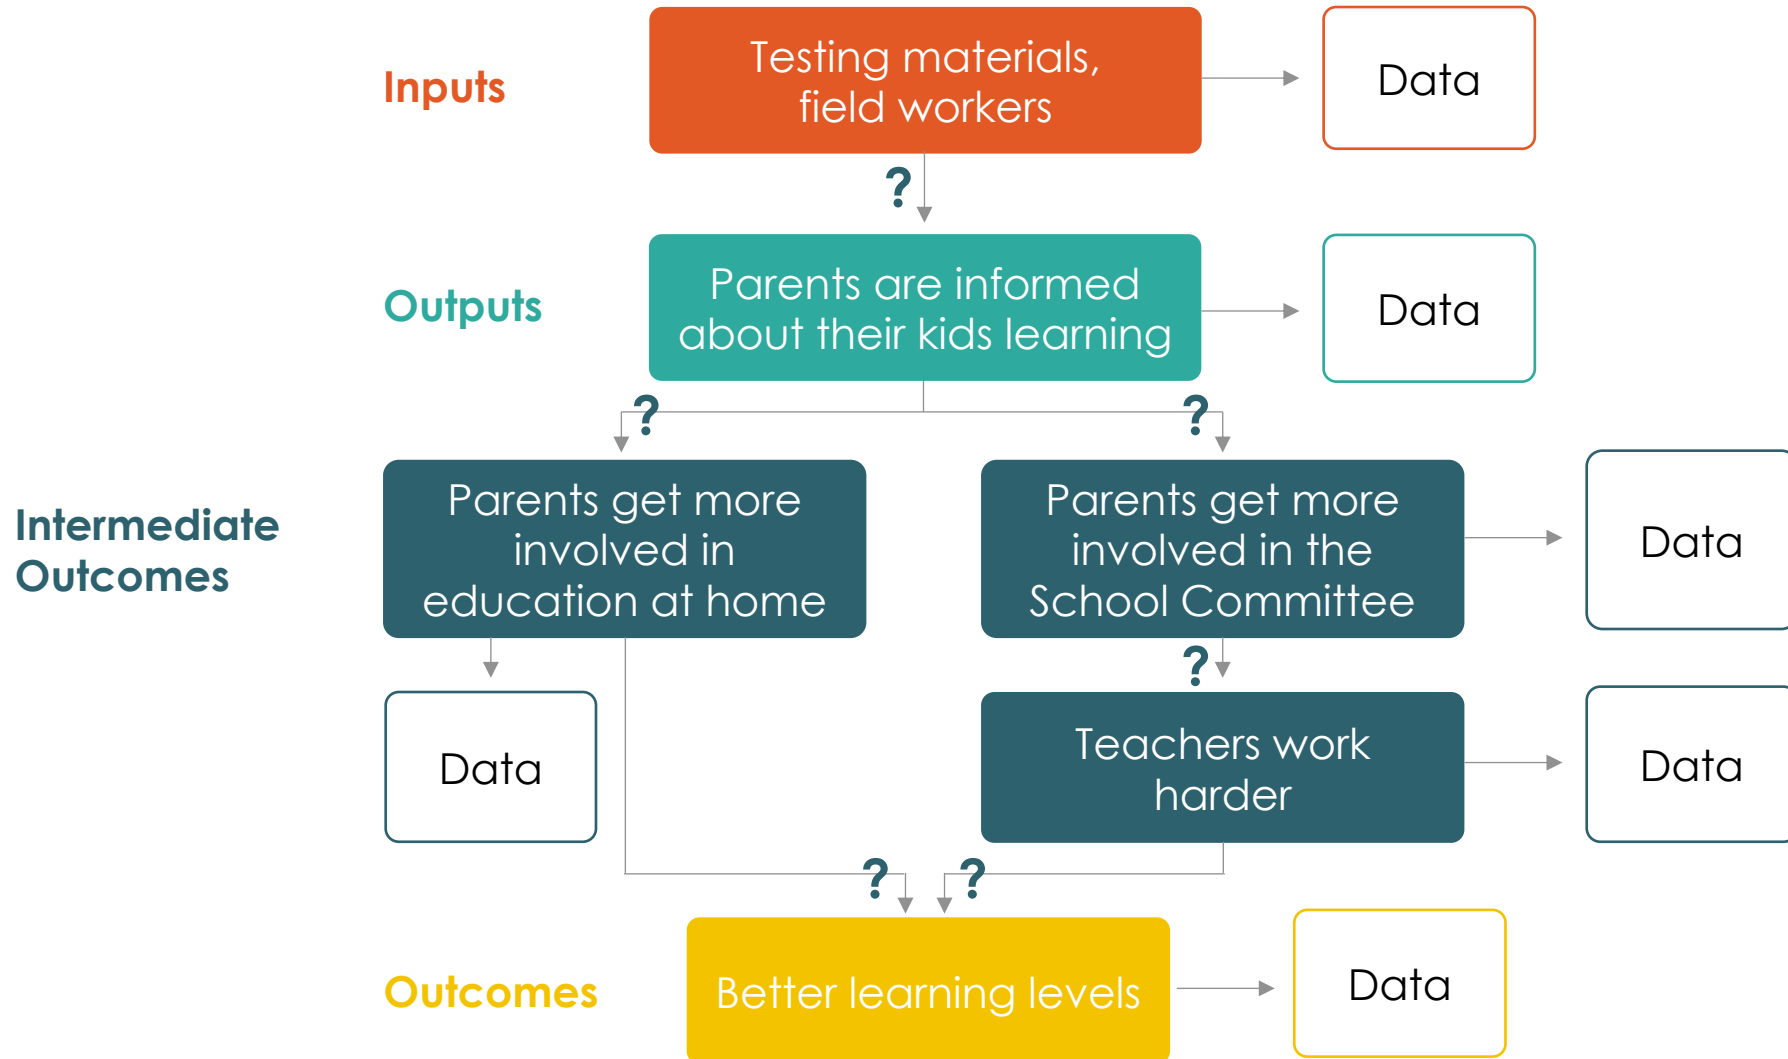 Inputs
Testing materials,
field workers
Data
?
Outputs
Parents are informed
about their kids learning
Data
?
?
Intermediate
Outcomes
Parents get more
involved in
education at home
Parents get more
involved in the
School Committee
Data
?
Data
Teachers work
harder
Data
?
?
Outcomes
Better learning levels
Data